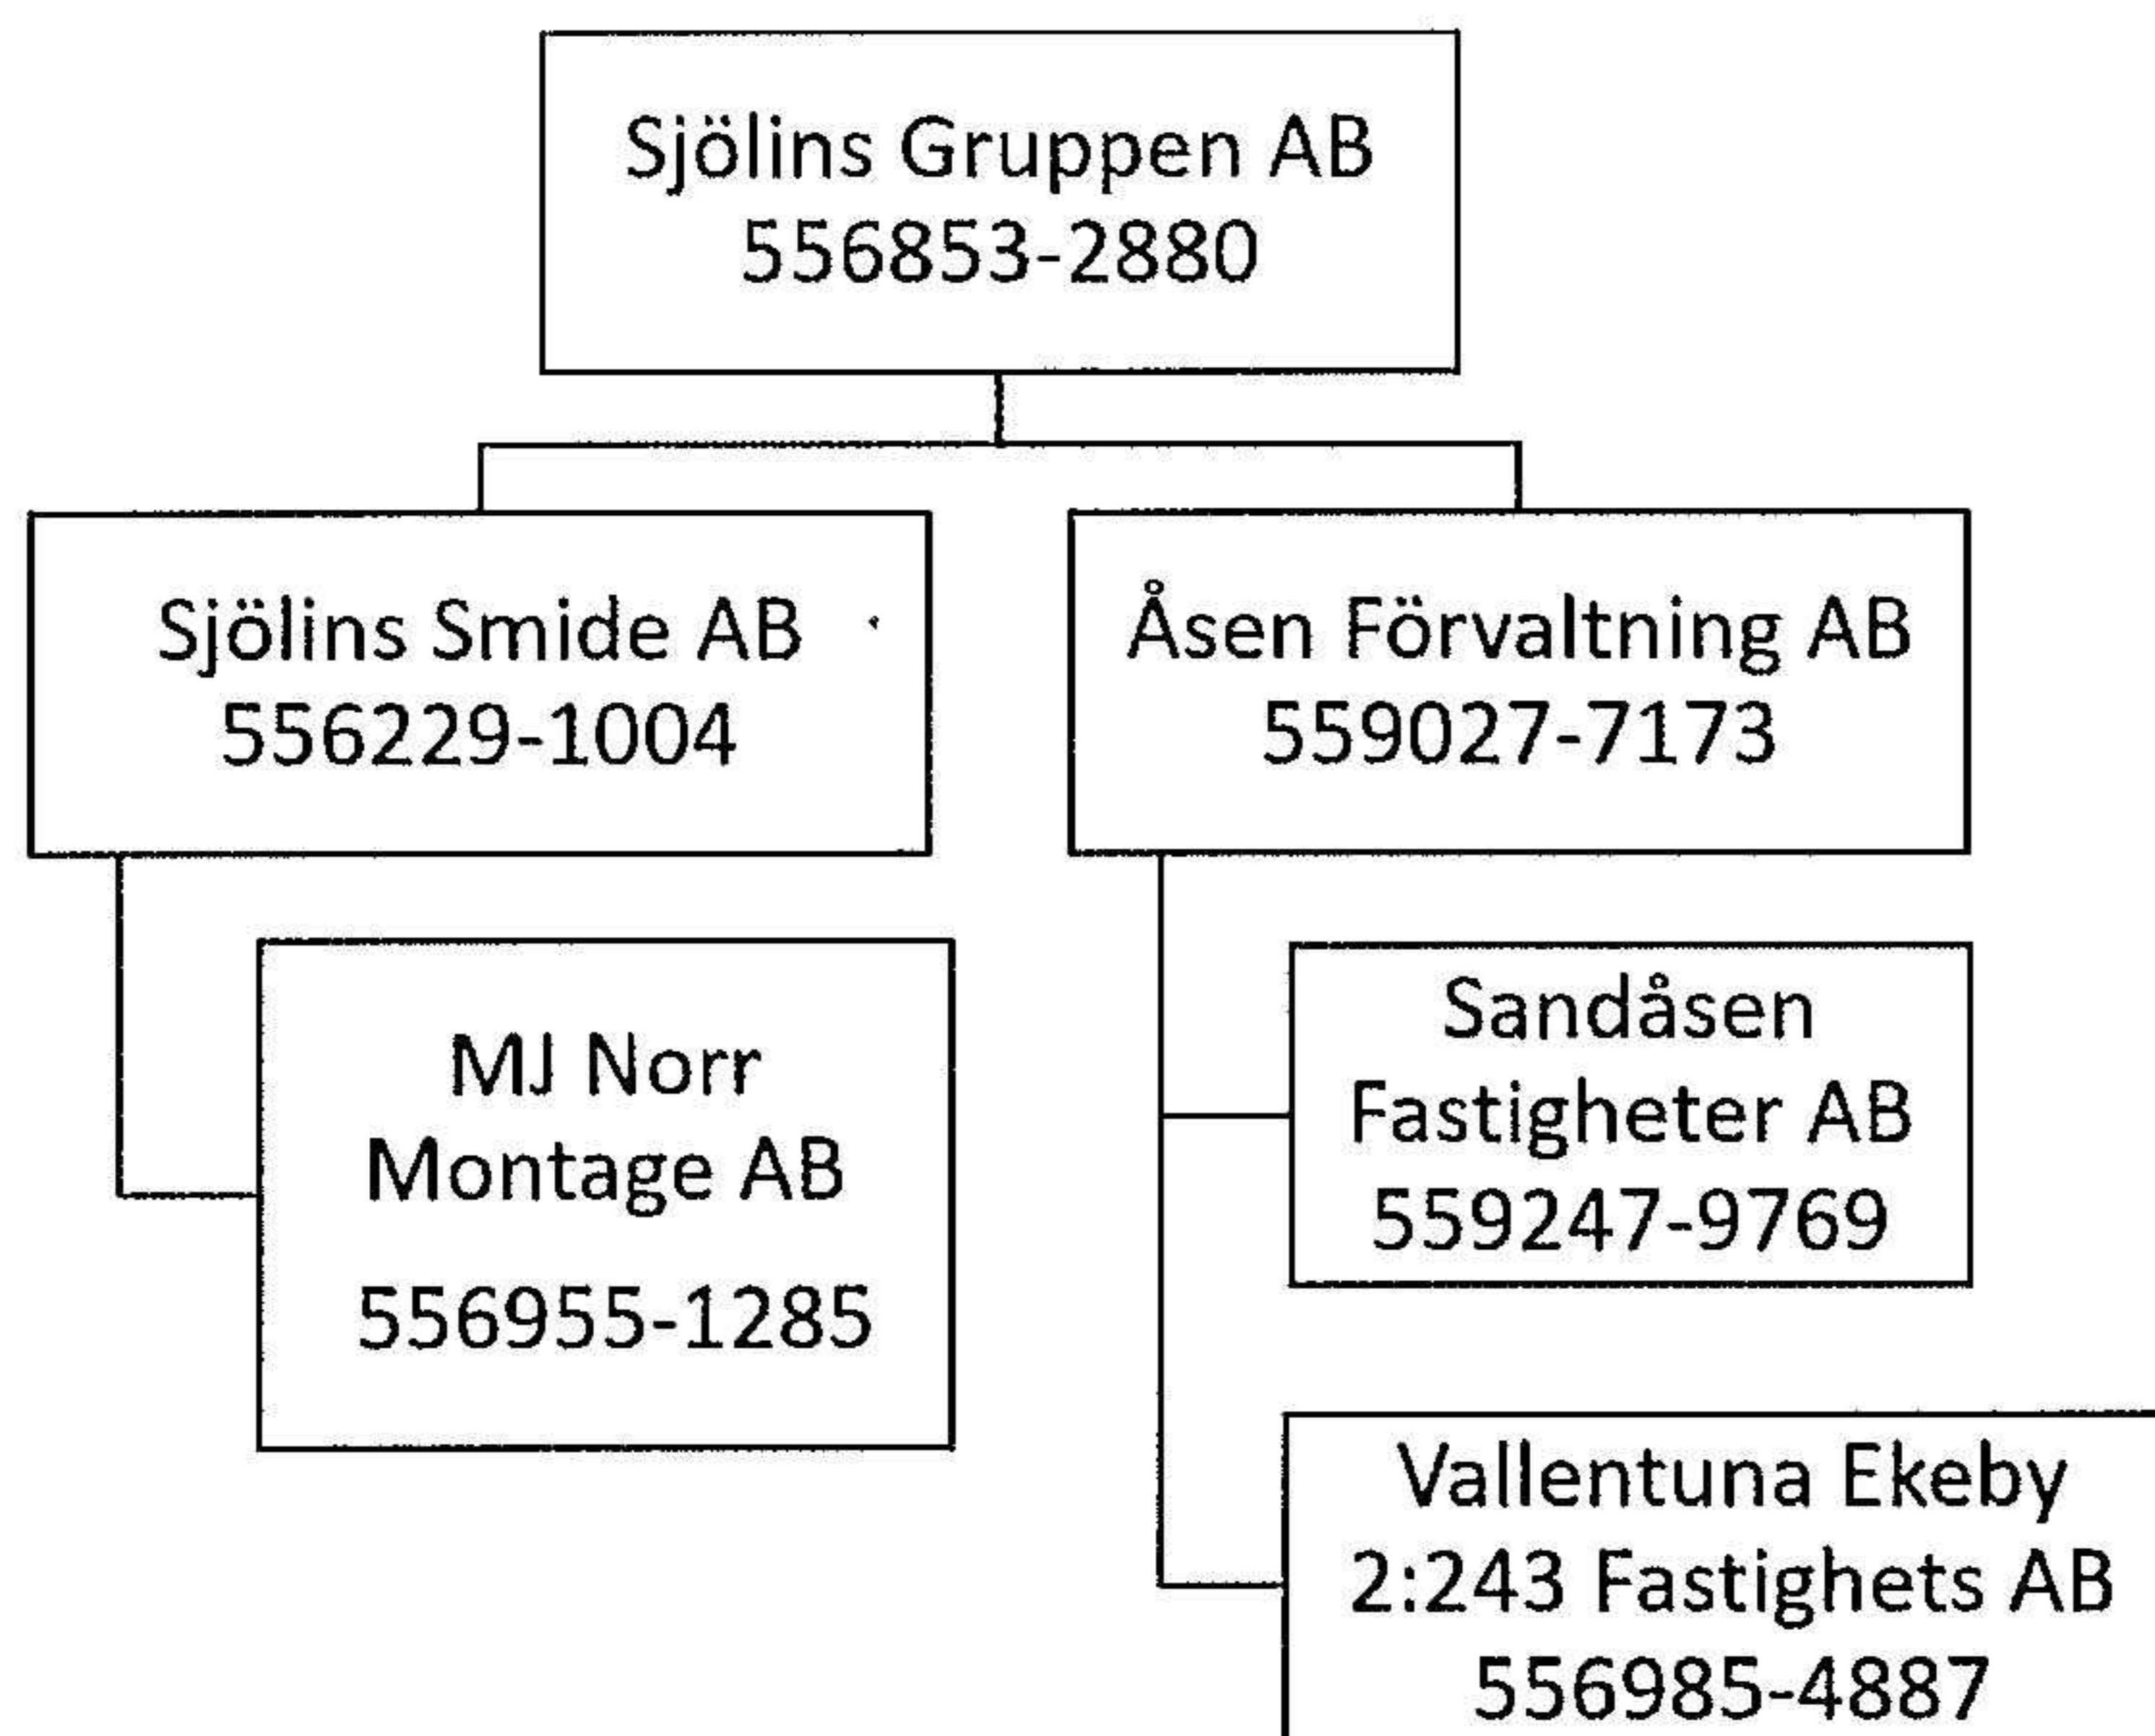 Sjölins Gruppen AB
556853-2880
Sjölins Smide AB
556229-1004
Åsen Förvaltning AB
559027-7173
MJ Norr
Montage AB
556955-1285
Sandåsen
Fastigheter AB
559247-9769
Vallentuna Ekeby
2:243 Fastighets AB
556985-4887